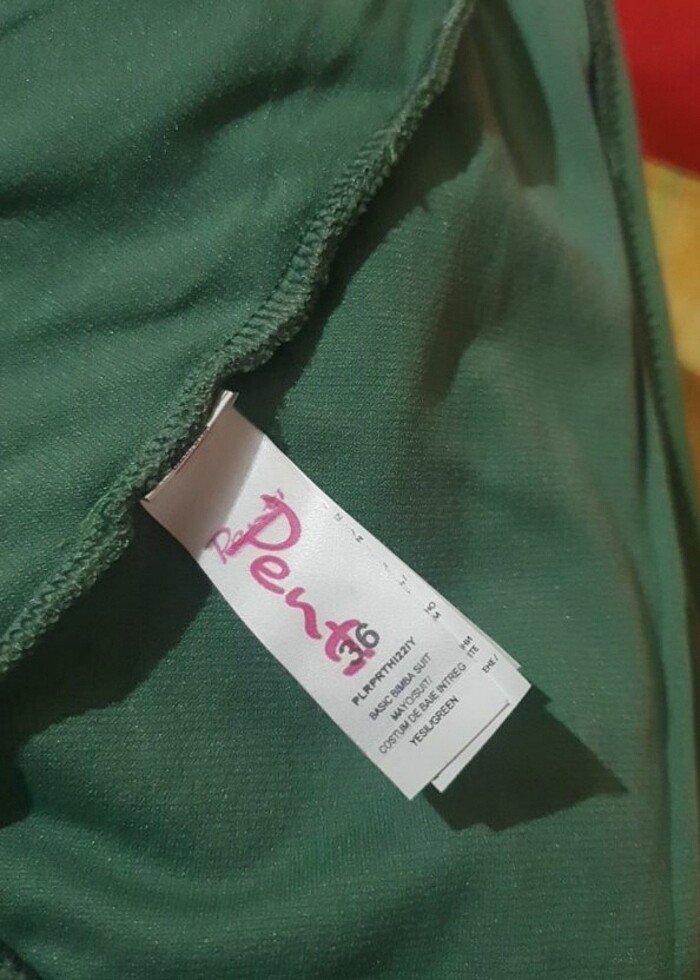 Penti
36
PLRPRTHI22IY
BASIC BIMBA SUIT
MAYO/SUIT/
COSTUM DE BAIE INTREG
YESIL/GREEN